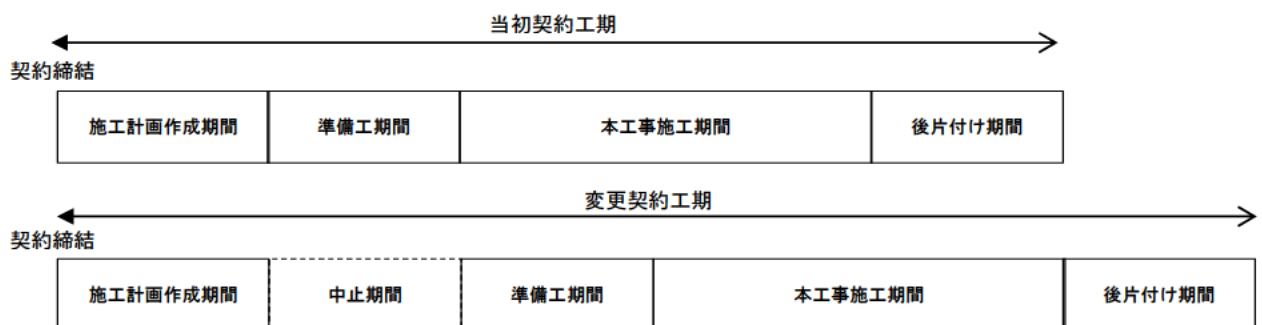 当初契約工期
契約締結
施工計画作成期間 準備工期間 本工事施工期間 後片付け期間
変更契約工期
契約締結
施工計画作成期間 中止期間 準備工期間 本工事施工期間 後片付け期間